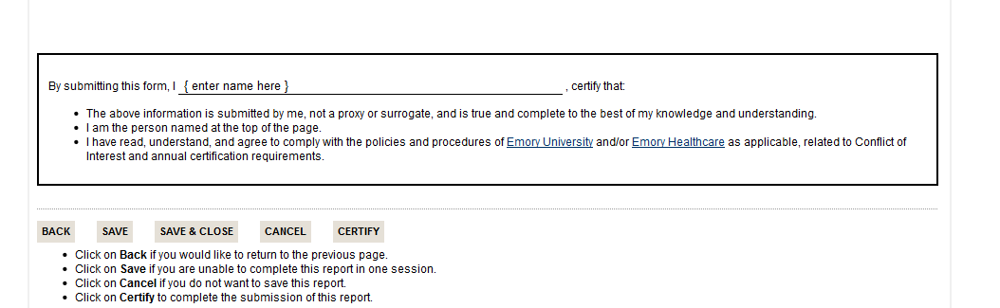 By submitting this form, I { enter name here } , certify that:
• The above information is submitted by me, not a proxy or surrogate, and is true and complete to the best of my knowledge and understanding.
• I am the person named at the top of the page.
• I have read, understand, and agree to comply with the policies and procedures of Emory University and/or Emory Healthcare as applicable, related to Conflict of
Interest and annual certification requirements.
BACK SAVE SAVE & CLOSE CANCEL CERTIFY
• Click on Back if you would like to return to the previous page.
• Click on Save if you are unable to complete this report in one session.
• Click on Cancel if you do not want to save this report.
• Click on Certify to complete the submission of this report.